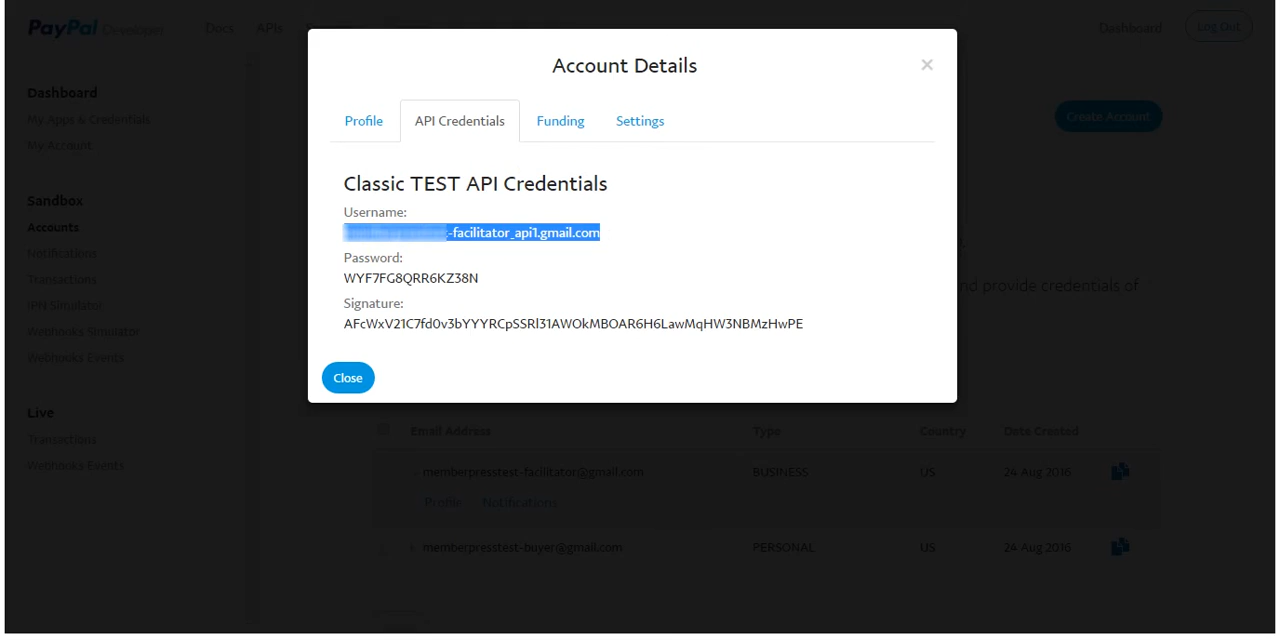 PayPal Developer
Docs APIs
Dashboard Log Out
Account Details
×
Profile API Credentials Funding Settings
Classic TEST API Credentials
Username:
-facilitator_api1.gmail.com
Password:
WYF7FG8QRR6KZ38N
Signature:
AFcWxV21C7fd0v3bYYYRCpSSRl31AWOkMBOAR6H6LawMqHW3NBMzHwPE
Close
Dashboard
My Apps & Credentials
My Account
Sandbox
Accounts
Notifications
Transactions
IPN Simulator
Webhooks Simulator
Webhooks Events
Live
Transactions
Webhooks Events
Create Account
nd provide credentials of
Email Address Type Country Date Created
memberpresstest-facilitator@gmail.com BUSINESS US 24 Aug 2016
Profile Notifications
memberpresstest-buyer@gmail.com PERSONAL US 24 Aug 2016